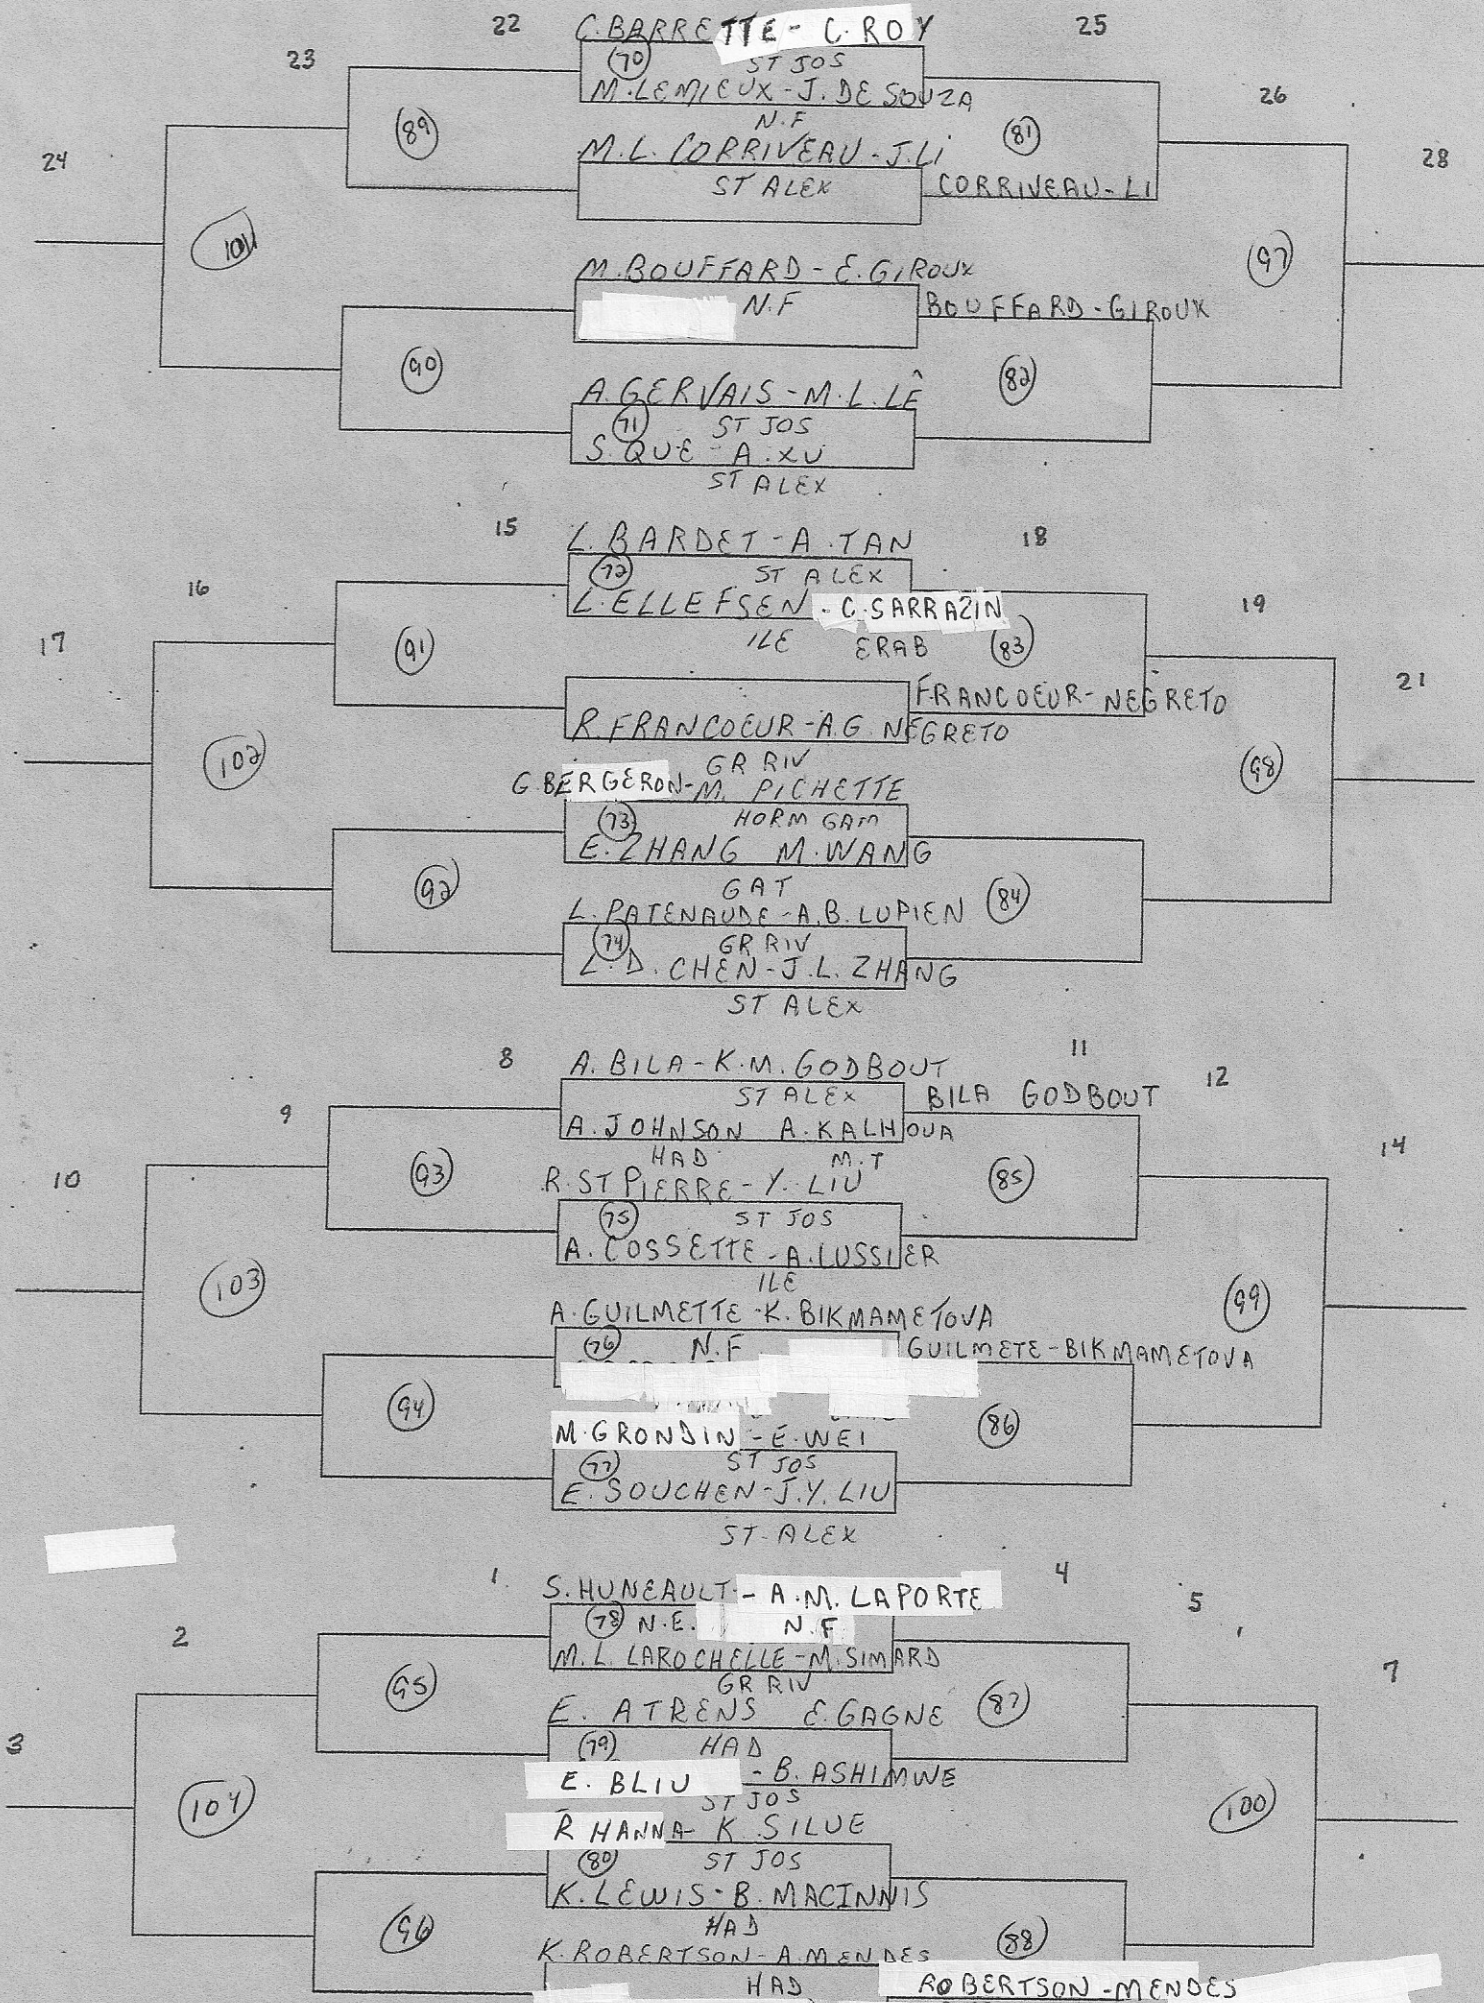 22 C.BARRETTE - C.ROY 25
23 (70) ST JOS
M.LEMIEUX - J. DE SOUZA 26
(89) N.F (81)
24 M.L. CORRIVEAU - J.Li 28
ST ALEX CORRIVEAU - LI
(101)
M.BOUFFARD - E.GIROUX (97)
N.F BOUFFARD - GIROUX
(90) (82)
A.GERVAIS - M.L.LÊ
(71) ST JOS
S.QUE - A.XU
ST ALEX
15 L. BARDET - A.TAN 18
16 (72) ST ALEX
L.ELLEFSEN - C.SARRAZIN 19
17 (91) ILE ERAB (83)
FRANCOEUR - NEGRETO 21
R.FRANCOEUR - A.G. NEGRETO
(102) GR RIV (98)
G.BERGERON - M. PICHETTE
(73) HORM GAM
E.ZHANG M.WANG
(92) GAT (84)
L.PATENAUDE - A.B.LUPIEN
(74) GR RIV
L.D. CHEN - J.L. ZHANG
ST ALEX
8 A.BILA - K.M. GODBOUT 11
9 ST ALEX BILA GODBOUT 12
A.JOHNSON A.KALHOUA
10 (93) HAD M.T (85) 14
R.ST PIERRE - Y. LIU
(75) ST JOS
A. COSSETTE - A.LUSSIER
(103) ILE (99)
A.GUILMETTE - K.BIKMAMETOVA
(76) N.F GUILMETE - BIKMAMETOVA
(94) (86)
M.GRONDIN - E.WEI
(77) ST JOS
E. SOUCHEN - J.Y. LIU
ST-ALEX
1 S.HUNEAULT - A.M. LAPORTE 4
2 (78) N.E. N.F 5
M.L. LAROCHELLE - M.SIMARD 7
(95) GR RIV (87)
E. ATRENS E.GAGNE
3 (79) HAD
E. BLIU - B. ASHIMWE
(104) ST JOS (100)
R HANNA - K SILUE
(80) ST JOS
K.LEWIS - B. MACINNIS
(96) HAD (88)
K.ROBERTSON - A.MENDES
HAD ROBERTSON - MENDES